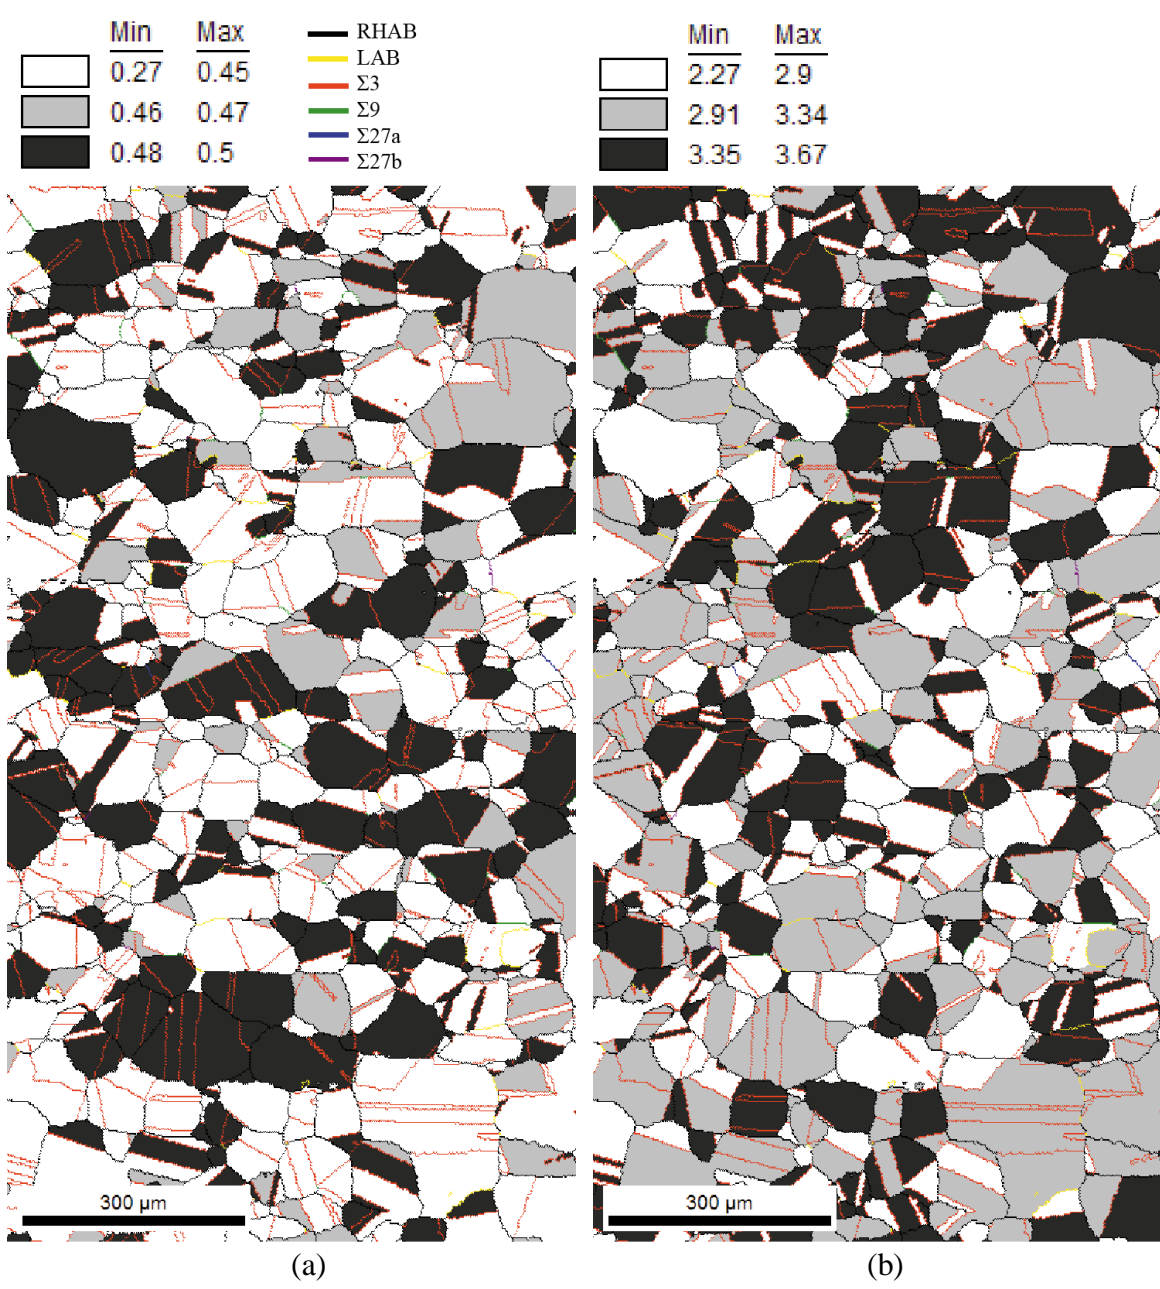 Min Max
0.27 0.45
0.46 0.47
0.48 0.5
RHAB
LAB
Σ3
Σ9
Σ27a
Σ27b
Min Max
2.27 2.9
2.91 3.34
3.35 3.67
300 µm
300 µm
(a)
(b)